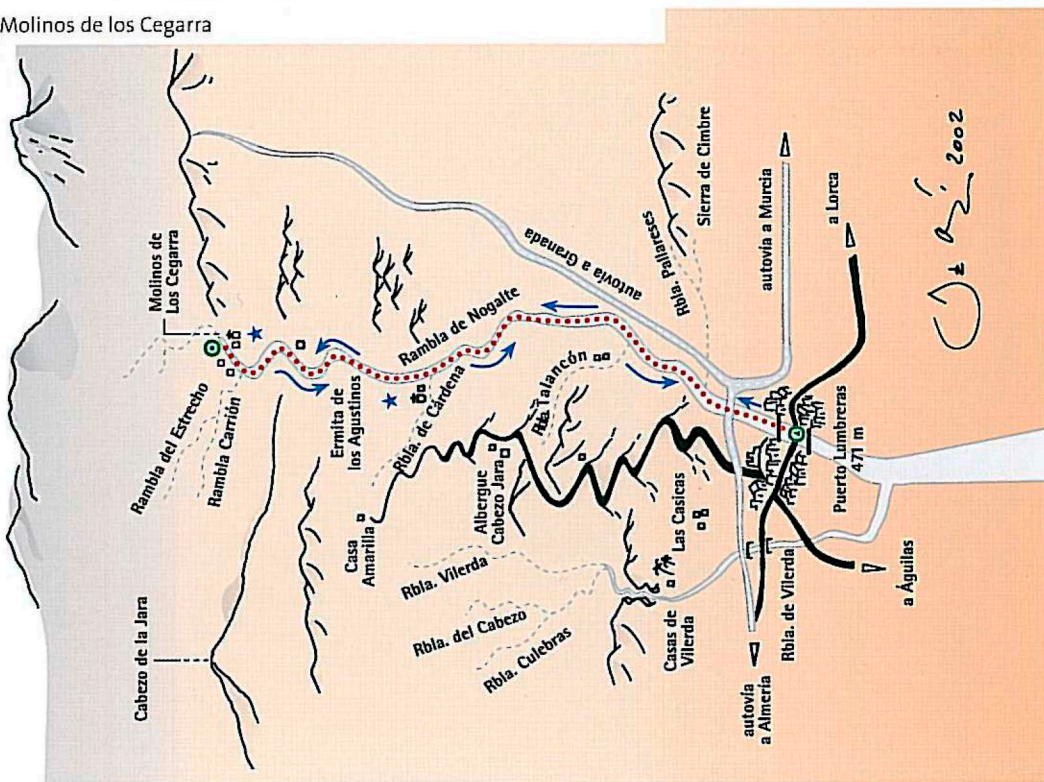 Molinos de los Cegarra
Molinos de
Los Cegarra
Rambla del Estrecho
Rambla Carrión
Cabezo de la Jara
Ermita de
los Agustinos
Rambla de Nogalte
autovía a Granada
Rbla. de Cárdena
Casa
Amarilla
Albergue
Cabezo Jara
Rbla. Talancón
Rbla. Vilerda
Rbla. del Cabezo
Rbla. Culebras
Rbla. Pallareses
Sierra de Cimbre
Las Casicas
Casas de
Vilerda
autovía a Murcia
a Lorca
Puerto Lumbreras
471 m
Rbla. de Vilerda
autovía
a Almería
a Águilas
2002